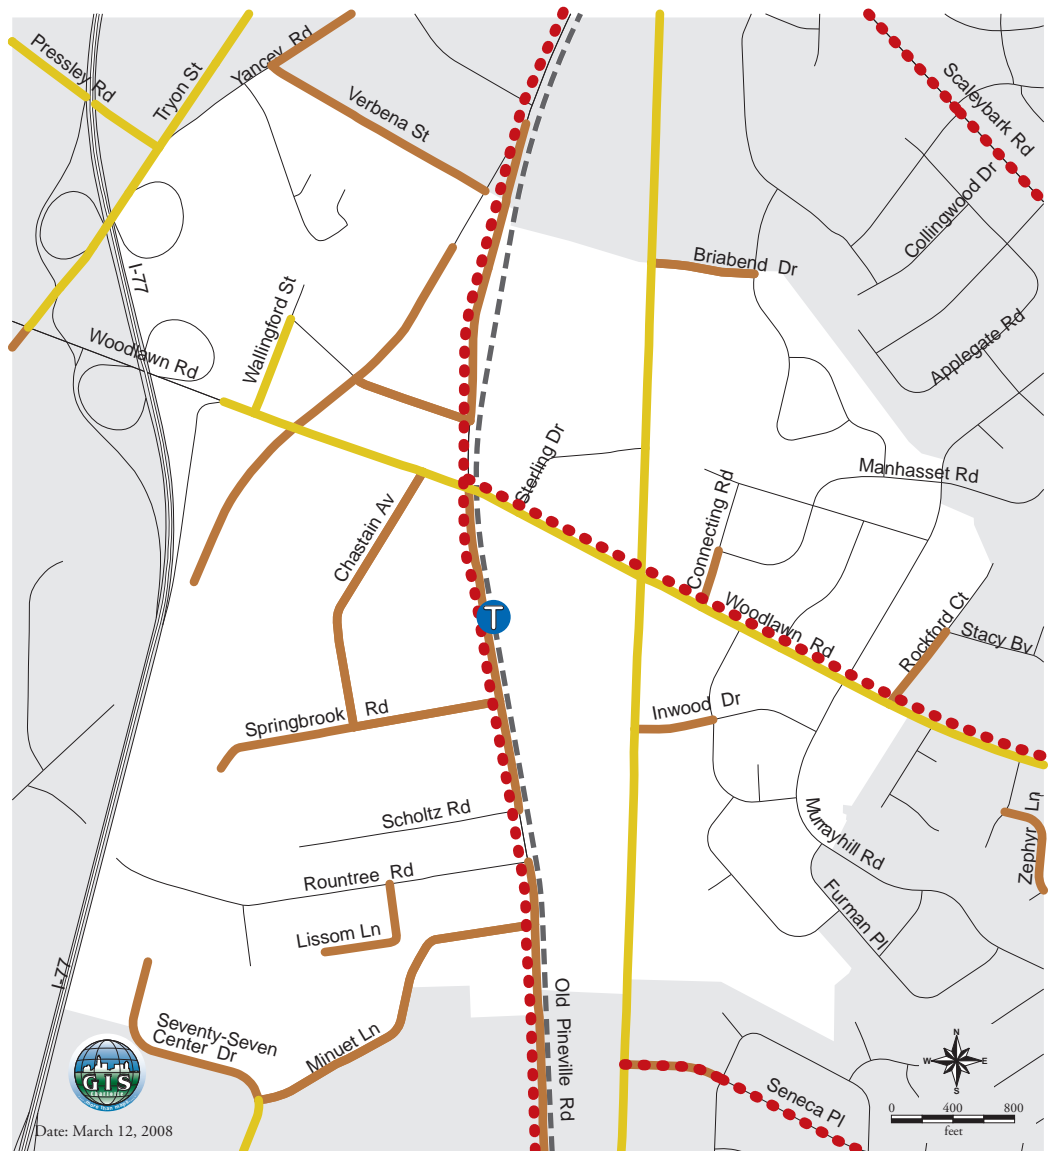 Pressley Rd
Tryon St
Yancey Rd
Verbena St
Scaleybark Rd
Collingwood Dr
Briabend Dr
I-77
Wallingford St
Woodlawn Rd
Applegate Rd
Sterling Dr
Manhasset Rd
Connecting Rd
Chastain Av
T
Woodlawn Rd
Rockford Ct
Stacy Bv
Springbrook Rd
Inwood Dr
Scholtz Rd
Murrayhill Rd
Zephyr Ln
Rountree Rd
Furman Pl
Lissom Ln
I-77
Old Pineville Rd
Seventy-Seven
Center Dr
Minuet Ln
Seneca Pl
GIS
N
W E
S
0 400 800
feet
Date: March 12, 2008